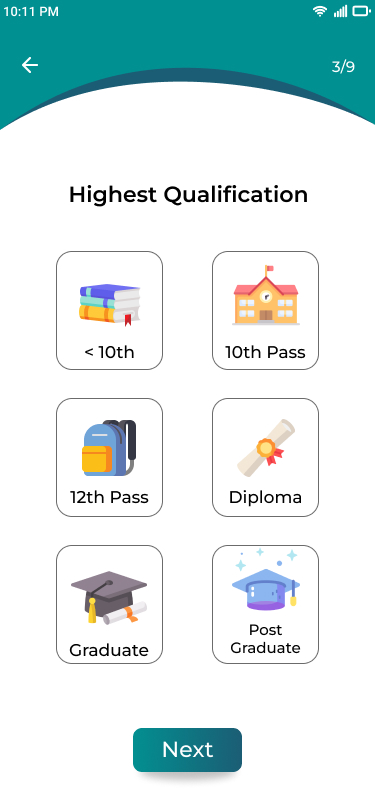 10:11 PM
3/9
Highest Qualification
< 10th
10th Pass
12th Pass
Diploma
Graduate
Post
Graduate
Next